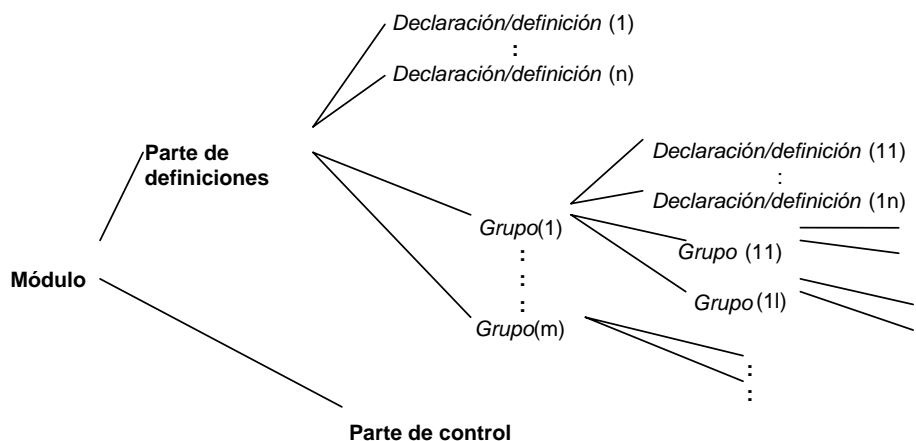 Declaración/definición (1)
:
Declaración/definición (n)
Parte de
definiciones
Declaración/definición (11)
:
Declaración/definición (1n)
Grupo(1)
Grupo (11)
:
:
Módulo
Grupo (1l)
:
Grupo(m)
:
:
Parte de control